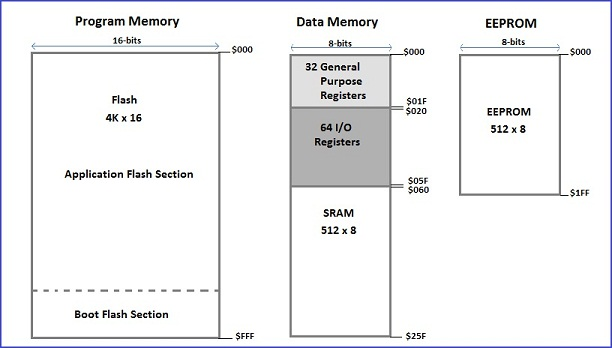 Program Memory
16-bits
$000
Flash
4K x 16
Application Flash Section
Boot Flash Section
$FFF
Data Memory
8-bits
$000
32 General
Purpose
Registers
$01F
$020
64 I/O
Registers
$05F
$060
SRAM
512 x 8
$25F
EEPROM
8-bits
$000
EEPROM
512 x 8
$1FF